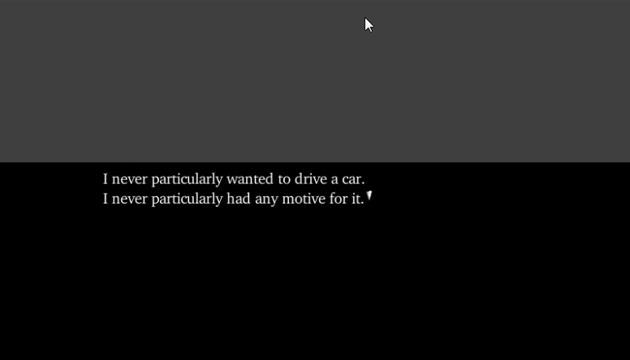 I never particularly wanted to drive a car.
I never particularly had any motive for it.